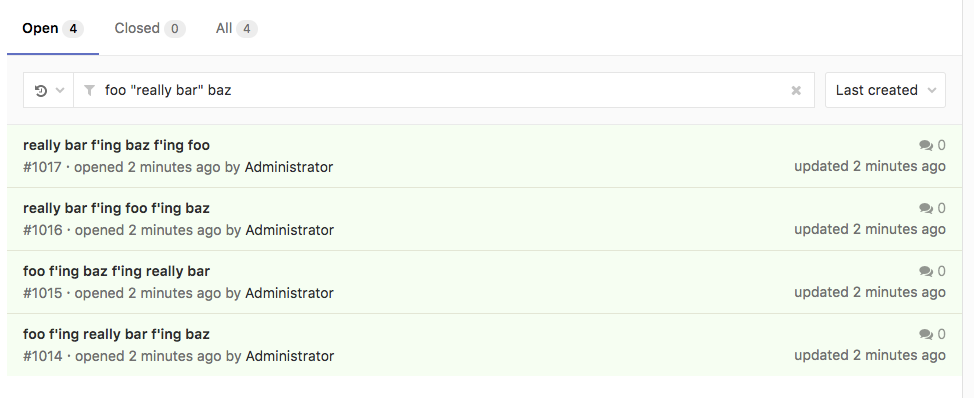 Open 4 Closed 0 All 4
foo "really bar" baz Last created
really bar f'ing baz f'ing foo 0
#1017 · opened 2 minutes ago by Administrator updated 2 minutes ago
really bar f'ing foo f'ing baz 0
#1016 · opened 2 minutes ago by Administrator updated 2 minutes ago
foo f'ing baz f'ing really bar 0
#1015 · opened 2 minutes ago by Administrator updated 2 minutes ago
foo f'ing really bar f'ing baz 0
#1014 · opened 2 minutes ago by Administrator updated 2 minutes ago